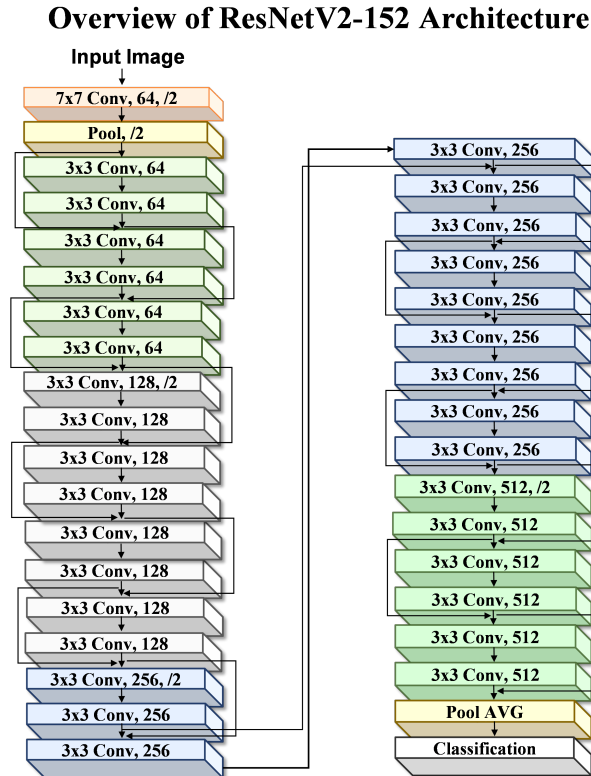 Overview of ResNetV2-152 Architecture
Input Image
7x7 Conv, 64, /2
Pool, /2
3x3 Conv, 64
3x3 Conv, 64
3x3 Conv, 64
3x3 Conv, 64
3x3 Conv, 64
3x3 Conv, 64
3x3 Conv, 128, /2
3x3 Conv, 128
3x3 Conv, 128
3x3 Conv, 128
3x3 Conv, 128
3x3 Conv, 128
3x3 Conv, 128
3x3 Conv, 128
3x3 Conv, 256, /2
3x3 Conv, 256
3x3 Conv, 256
3x3 Conv, 256
3x3 Conv, 256
3x3 Conv, 256
3x3 Conv, 256
3x3 Conv, 256
3x3 Conv, 256
3x3 Conv, 256
3x3 Conv, 256
3x3 Conv, 256
3x3 Conv, 512, /2
3x3 Conv, 512
3x3 Conv, 512
3x3 Conv, 512
3x3 Conv, 512
3x3 Conv, 512
Pool AVG
Classification